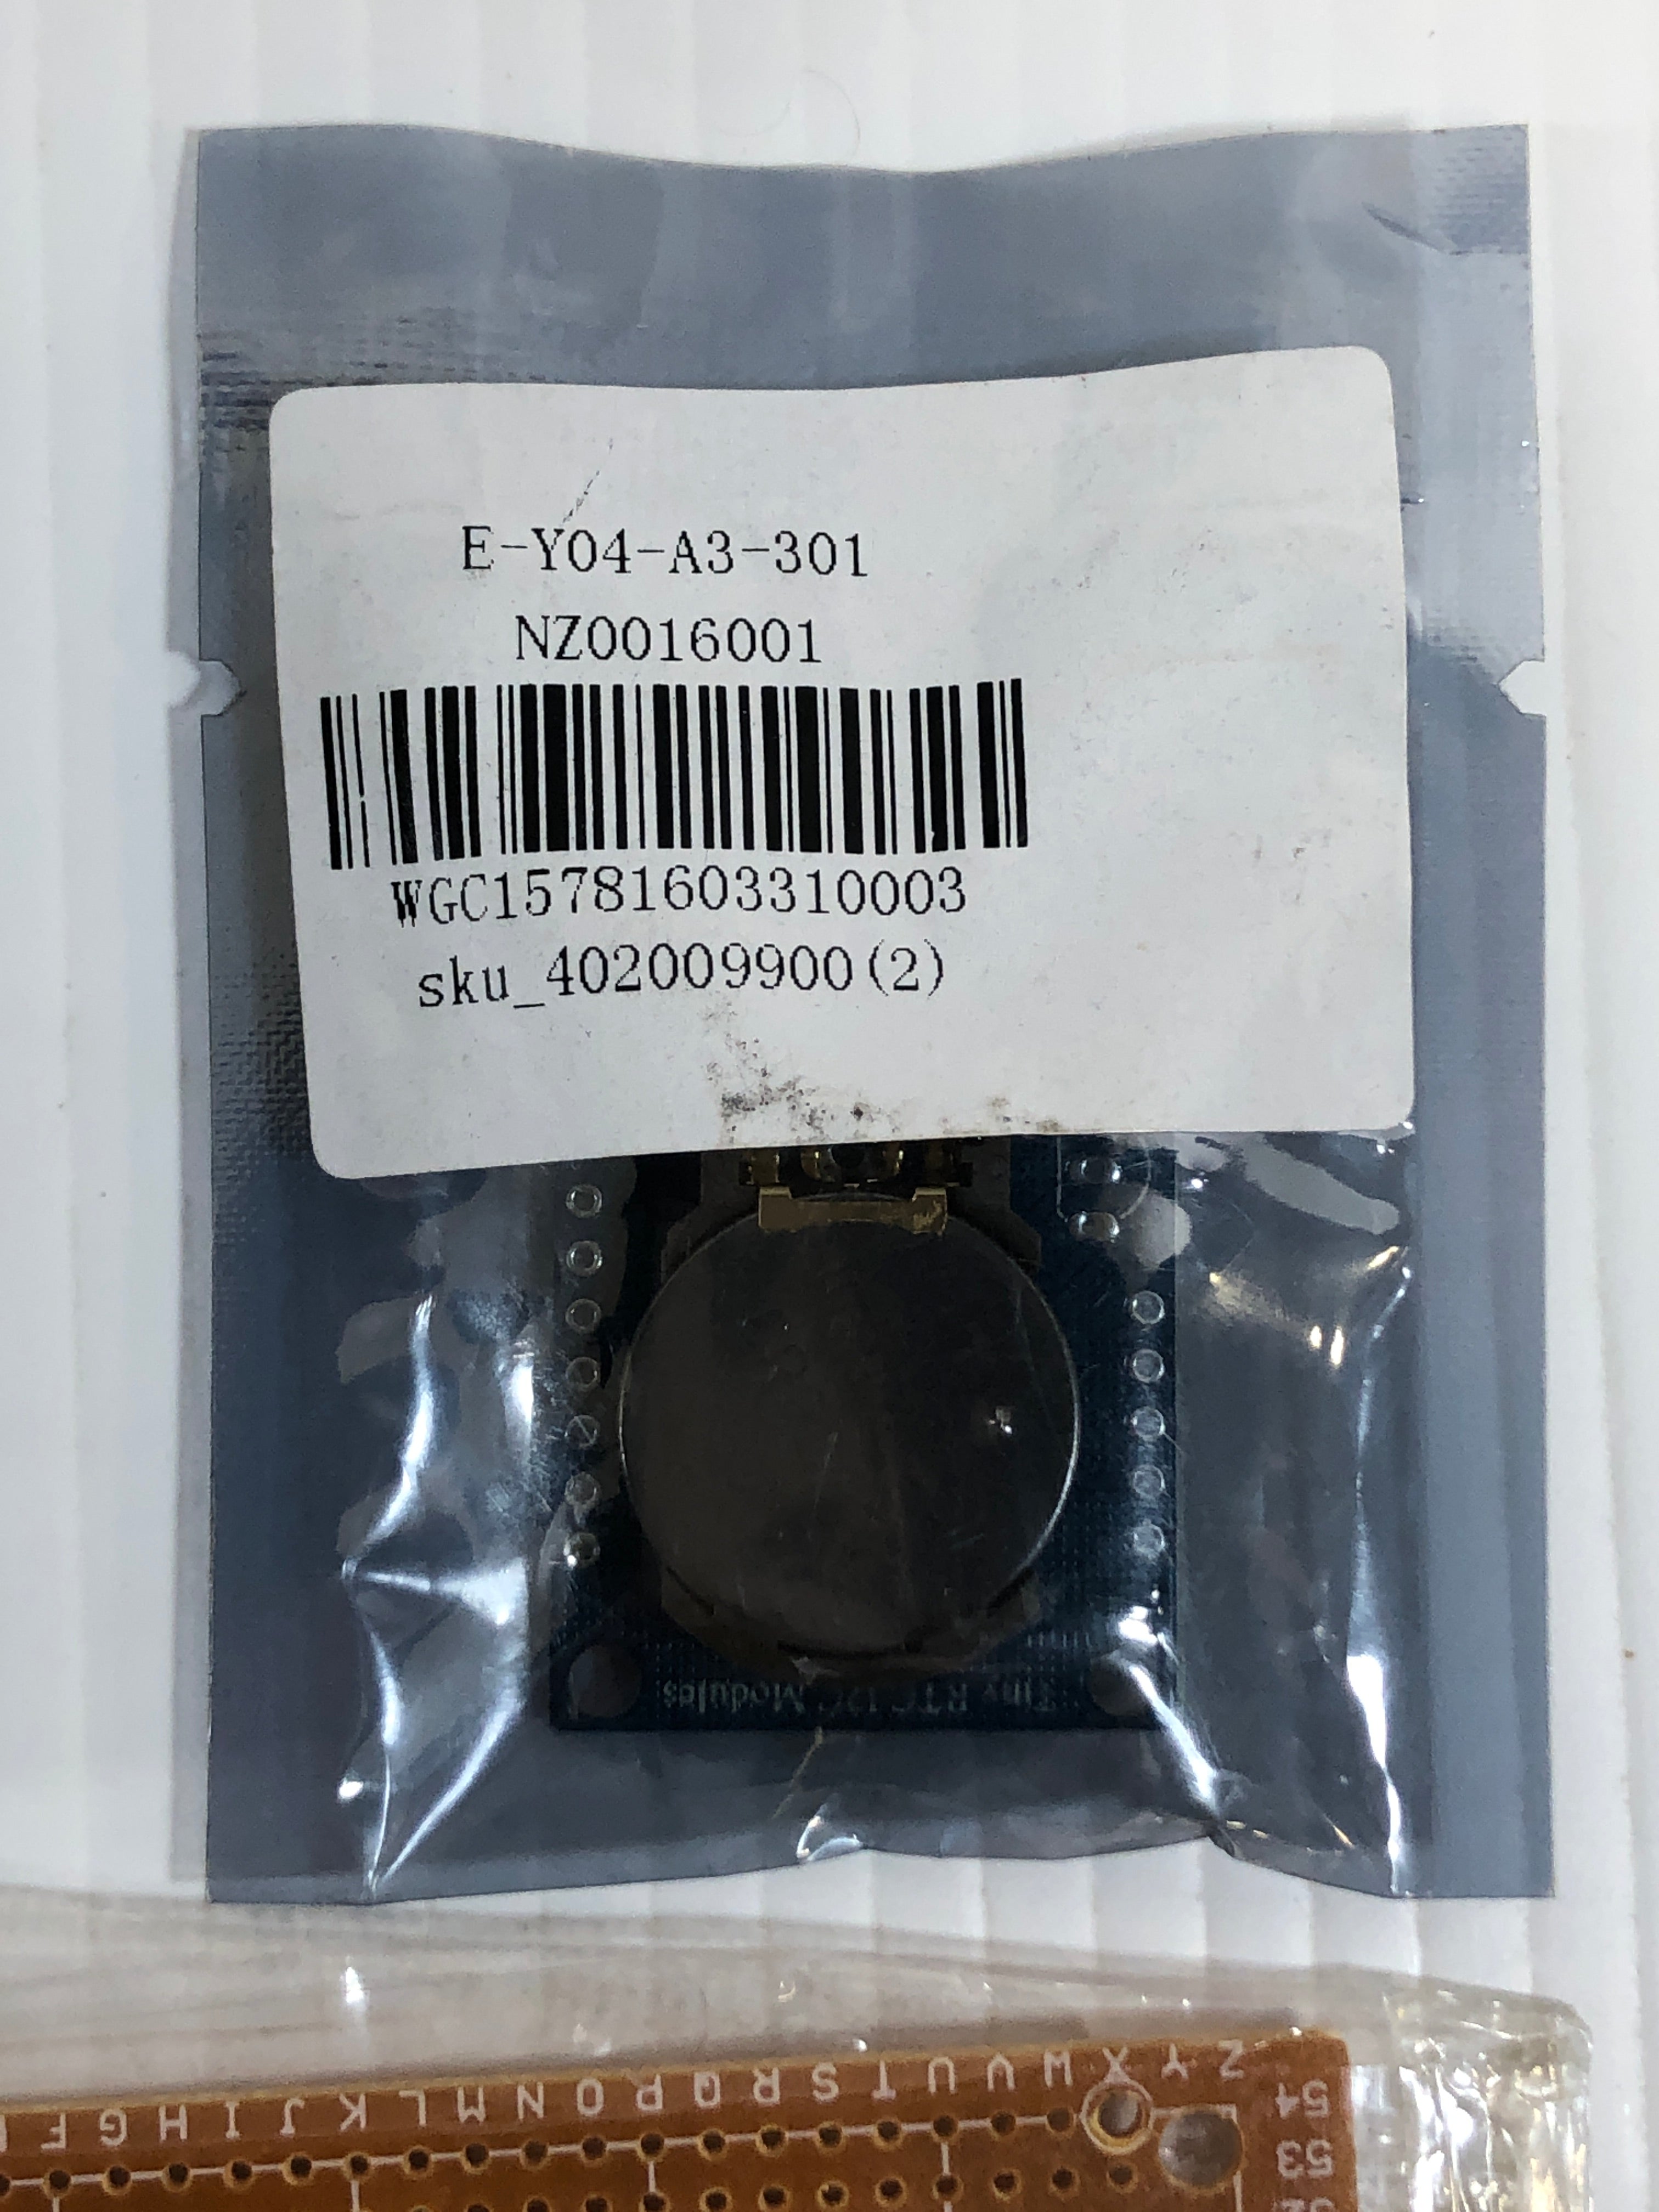 E-Y04-A3-301
NZ0016001
WGC15781603310003
sku_402009900(2)
Tiny RTC I2C Modules
Z Y X W V U T S R Q P O N M L K J I H G F
54
53